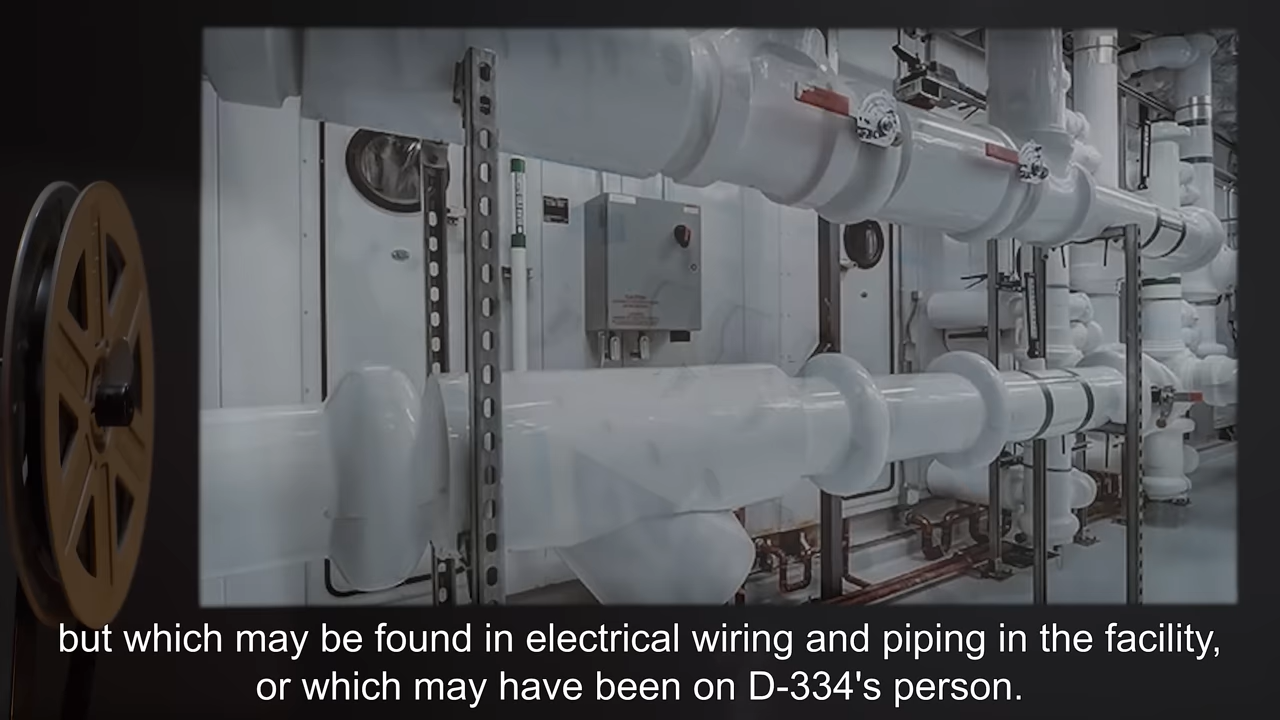 but which may be found in electrical wiring and piping in the facility,
or which may have been on D-334's person.